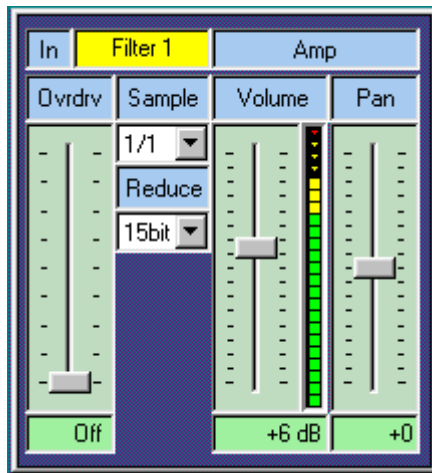 In Filter 1 Amp
Ovrdrv Sample Volume Pan
1/1
Reduce
15bit
Off +6 dB +0